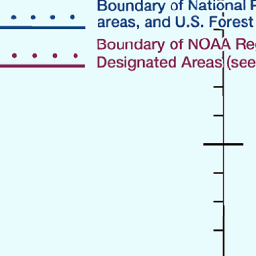 Boundary of National
areas, and U.S. Forest
Boundary of NOAA
Designated Areas (see